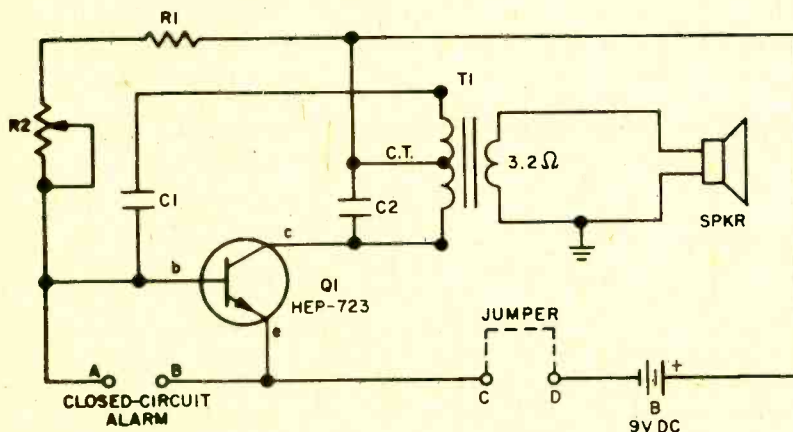 R1
T1
R2
C.T.
3.2Ω
C1
C2
SPKR
c
b
Q1
HEP-723
e
JUMPER
A
B
C
D
+
CLOSED-CIRCUIT
ALARM
B
9V DC